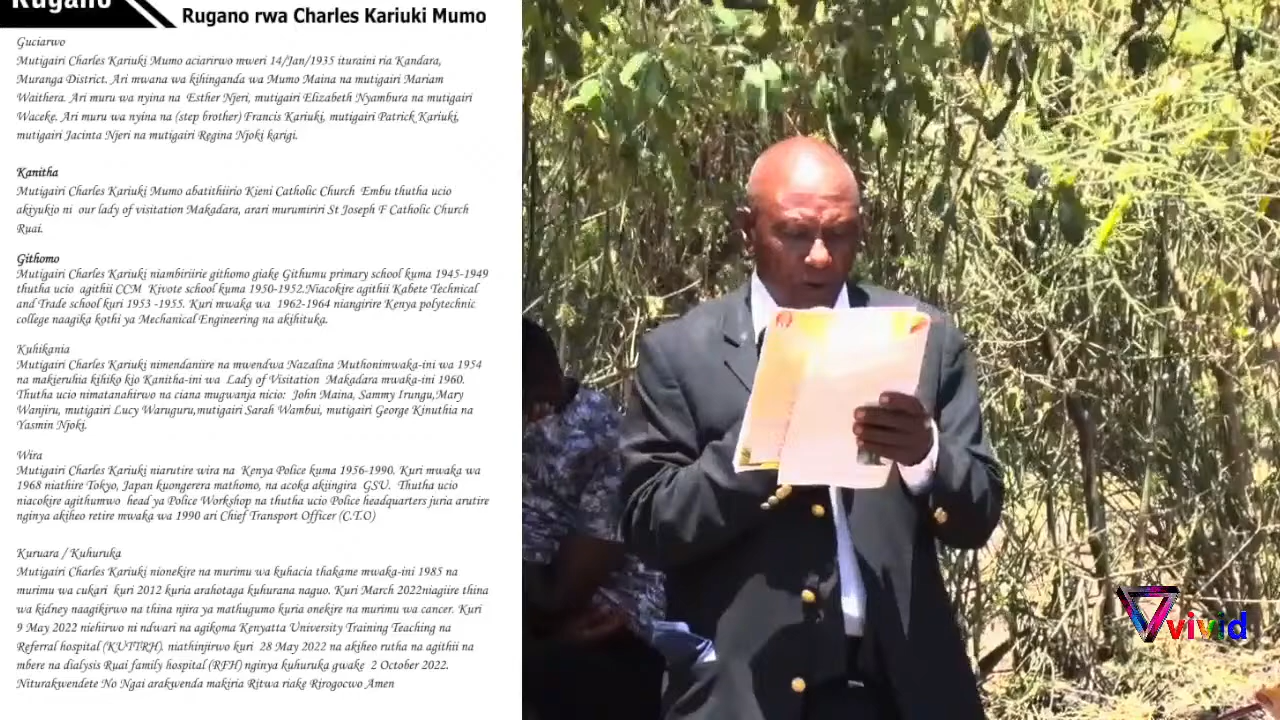 Rugano
Rugano rwa Charles Kariuki Mumo
Guciarwo
Mutigairi Charles Kariuki Mumo aciarirwo mweri 14/Jan/1935 ituraini ria Kandara,
Muranga District. Ari mwana wa kihinganda wa Mumo Maina na mutigairi Mariam
Waithera. Ari muru wa nyina na Esther Njeri, mutigairi Elizabeth Nyambura na mutigairi
Waceke. Ari muru wa nyina na (step brother) Francis Kariuki, mutigairi Patrick Kariuki,
mutigairi Jacinta Njeri na mutigairi Regina Njoki karigi.
Kanitha
Mutigairi Charles Kariuki Mumo abatithiirio Kieni Catholic Church Embu thutha ucio
akiyukio ni our lady of visitation Makadara, arari murumiriri St Joseph F Catholic Church
Ruai.
Githomo
Mutigairi Charles Kariuki niambiriirie githomo giake Githumu primary school kuma 1945-1949
thutha ucio agithii CCM Kivote school kuma 1950-1952.Niacokire agithii Kabete Technical
and Trade school kuri 1953 -1955. Kuri mwaka wa 1962-1964 niangirire Kenya polytechnic
college naagika kothi ya Mechanical Engineering na akihituka.
Kuhikania
Mutigairi Charles Kariuki nimendaniire na mwendwa Nazalina Muthonimwaka-ini wa 1954
na makieruhia kihiko kio Kanitha-ini wa Lady of Visitation Makadara mwaka-ini 1960.
Thutha ucio nimatanahirwo na ciana mugwanja nicio: John Maina, Sammy Irungu,Mary
Wanjiru, mutigairi Lucy Waruguru,mutigairi Sarah Wambui, mutigairi George Kinuthia na
Yasmin Njoki.
Wira
Mutigairi Charles Kariuki niarutire wira na Kenya Police kuma 1956-1990. Kuri mwaka wa
1968 niathire Tokyo, Japan kuongerera mathomo, na acoka akiingira GSU. Thutha ucio
niacokire agithumwo head ya Police Workshop na thutha ucio Police headquarters juria arutire
nginya akiheo retire mwaka wa 1990 ari Chief Transport Officer (C.T.O)
Kuruara / Kuhuruka
Mutigairi Charles Kariuki nionekire na murimu wa kuhacia thakame mwaka-ini 1985 na
murimu wa cukari kuri 2012 kuria arahotaga kuhurana naguo. Kuri March 2022niagiire thina
wa kidney naagikirwo na thina njira ya mathugumo kuria onekire na murimu wa cancer. Kuri
9 May 2022 niehirwo ni ndwari na agikoma Kenyatta University Training Teaching na
Referral hospital (KUTTRH). niathinjirwo kuri 28 May 2022 na akiheo rutha na agithii na
mbere na dialysis Ruai family hospital (RFH) nginya kuhuruka gwake 2 October 2022.
Niturakwendete No Ngai arakwenda makiria Ritwa riake Rirogocwo Amen
vivid